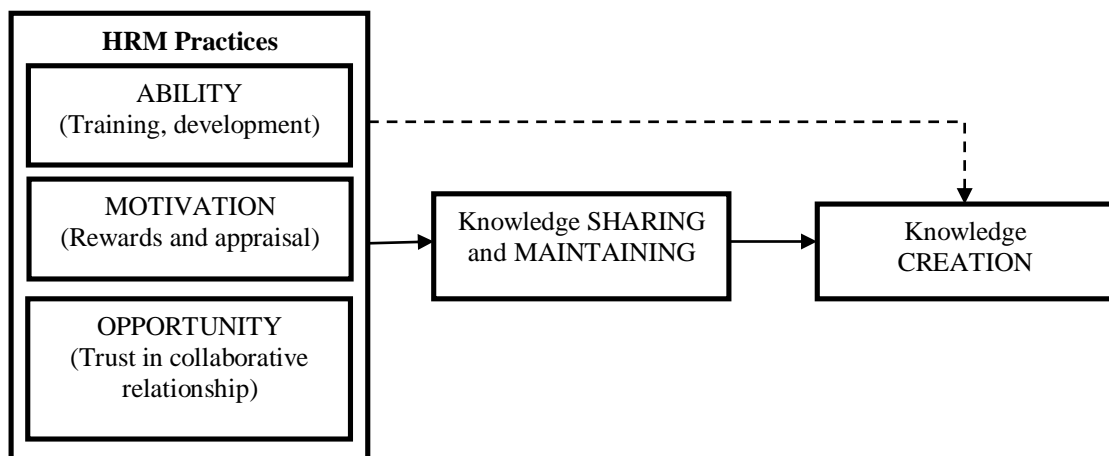 HRM Practices
ABILITY
(Training, development)
MOTIVATION
(Rewards and appraisal)
OPPORTUNITY
(Trust in collaborative
relationship)
Knowledge SHARING
and MAINTAINING
Knowledge
CREATION